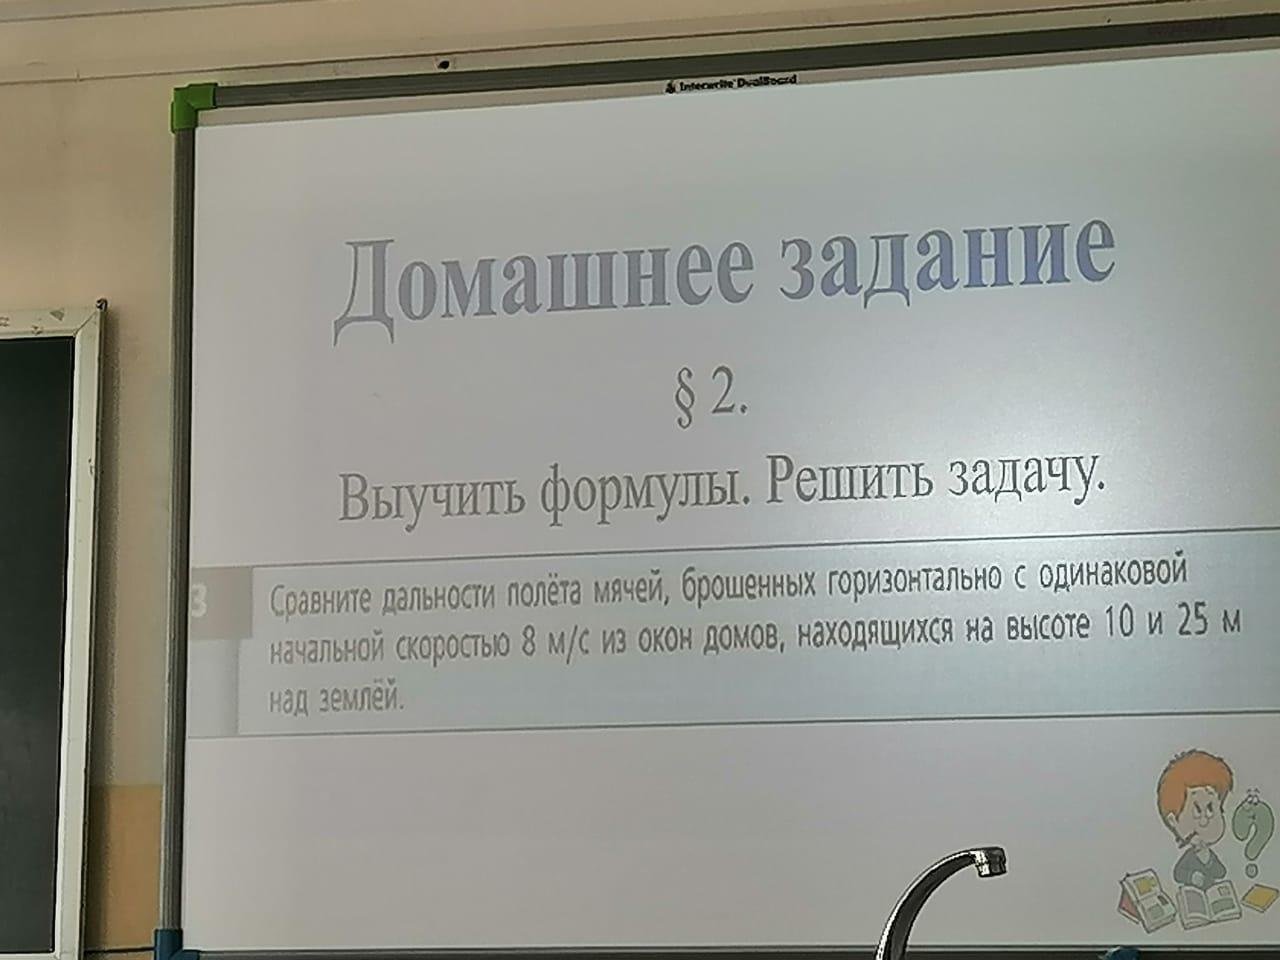 Interwrite DualBoard
Домашнее задание
§ 2.
Выучить формулы. Решить задачу.
3
Сравните дальности полёта мячей, брошенных горизонтально с одинаковой
начальной скоростью 8 м/с из окон домов, находящихся на высоте 10 и 25 м
над землёй.
?